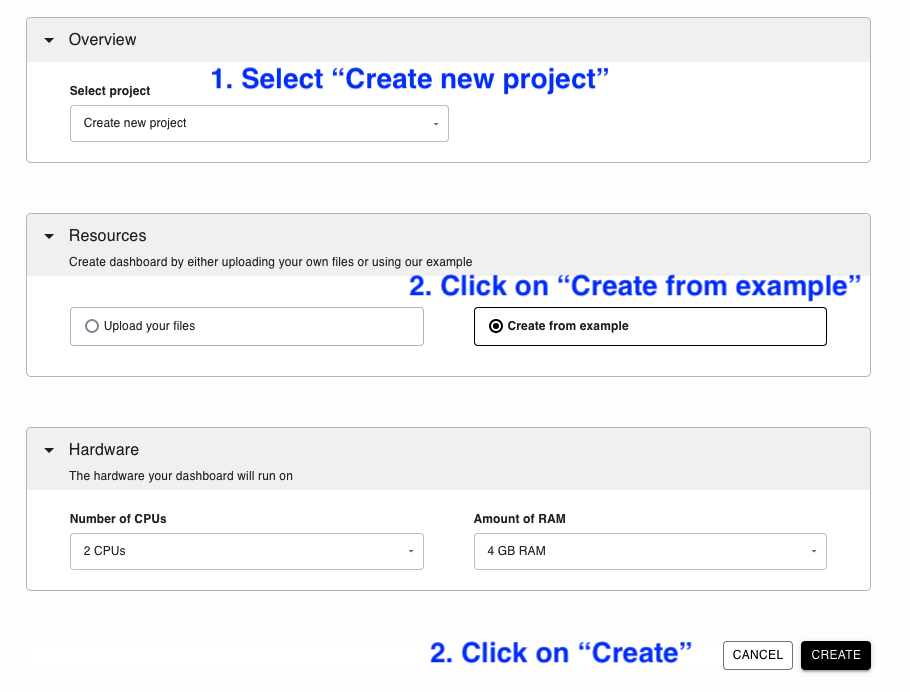 Overview
1. Select “Create new project”
Select project
Create new project
Resources
Create dashboard by either uploading your own files or using our example
2. Click on “Create from example”
Upload your files
Create from example
Hardware
The hardware your dashboard will run on
Number of CPUs
Amount of RAM
2 CPUs
4 GB RAM
2. Click on “Create”
CANCEL
CREATE